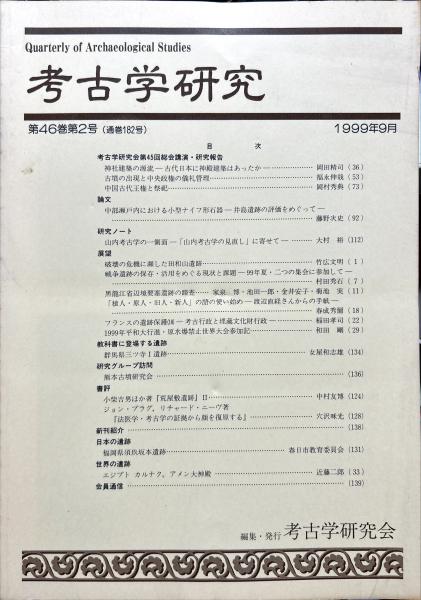 Quarterly of Archaeological Studies
考古学研究
第46巻第2号（通巻182号）
1999年9月
目 次
考古学研究会第45回総会講演・研究報告
神社建築の源流 ― 古代日本に神殿建築はあったか ― 岡田精司（36）
古墳の出現と中央政権の儀礼管理 福永伸哉（53）
中国古代王権と祭祀 岡村秀典（73）
論文
中部瀬戸内における小型ナイフ形石器 ― 井島遺跡の評価をめぐって ―
藤野次史（92）
研究ノート
山内考古学の一側面 ―「山内考古学の見直し」に寄せて ― 大村 裕（112）
展望
破壊の危機に瀕した田和山遺跡 竹広文明（1）
戦争遺跡の保存・活用をめぐる現状と課題 ― 99年夏・二つの集会に参加して ―
村田秀石（7）
黒龍江省辺境要塞遺跡の踏査 家泉 博・池田一郎・金井安子・菊池 実（11）
「猿人・原人・旧人・新人」の語の使い始め ― 渡辺直経さんからの手紙 ―
春成秀爾（18）
フランスの遺跡保護(Ⅲ) ― 考古行政と埋蔵文化財行政 ― 稲田孝司（22）
1999年平和大行進・原水爆禁止世界大会参加記 和田 剛（29）
教科書に登場する遺跡
群馬県三ツ寺Ⅰ遺跡 女屋和志雄（134）
研究グループ訪問
熊本古墳研究会 （136）
書評
小柴吉男ほか著『荒屋敷遺跡』Ⅱ 中村友博（124）
ジョン・プラグ，リチャード・ニーヴ著
『法医学・考古学の証拠から顔を復原する』 穴沢咊光（128）
新刊紹介 （138）
日本の遺跡
福岡県須玖坂本遺跡 春日市教育委員会（131）
世界の遺跡
エジプト カルナク，アメン大神殿 近藤二郎（33）
会員通信 （139）
編集・発行 考古学研究会